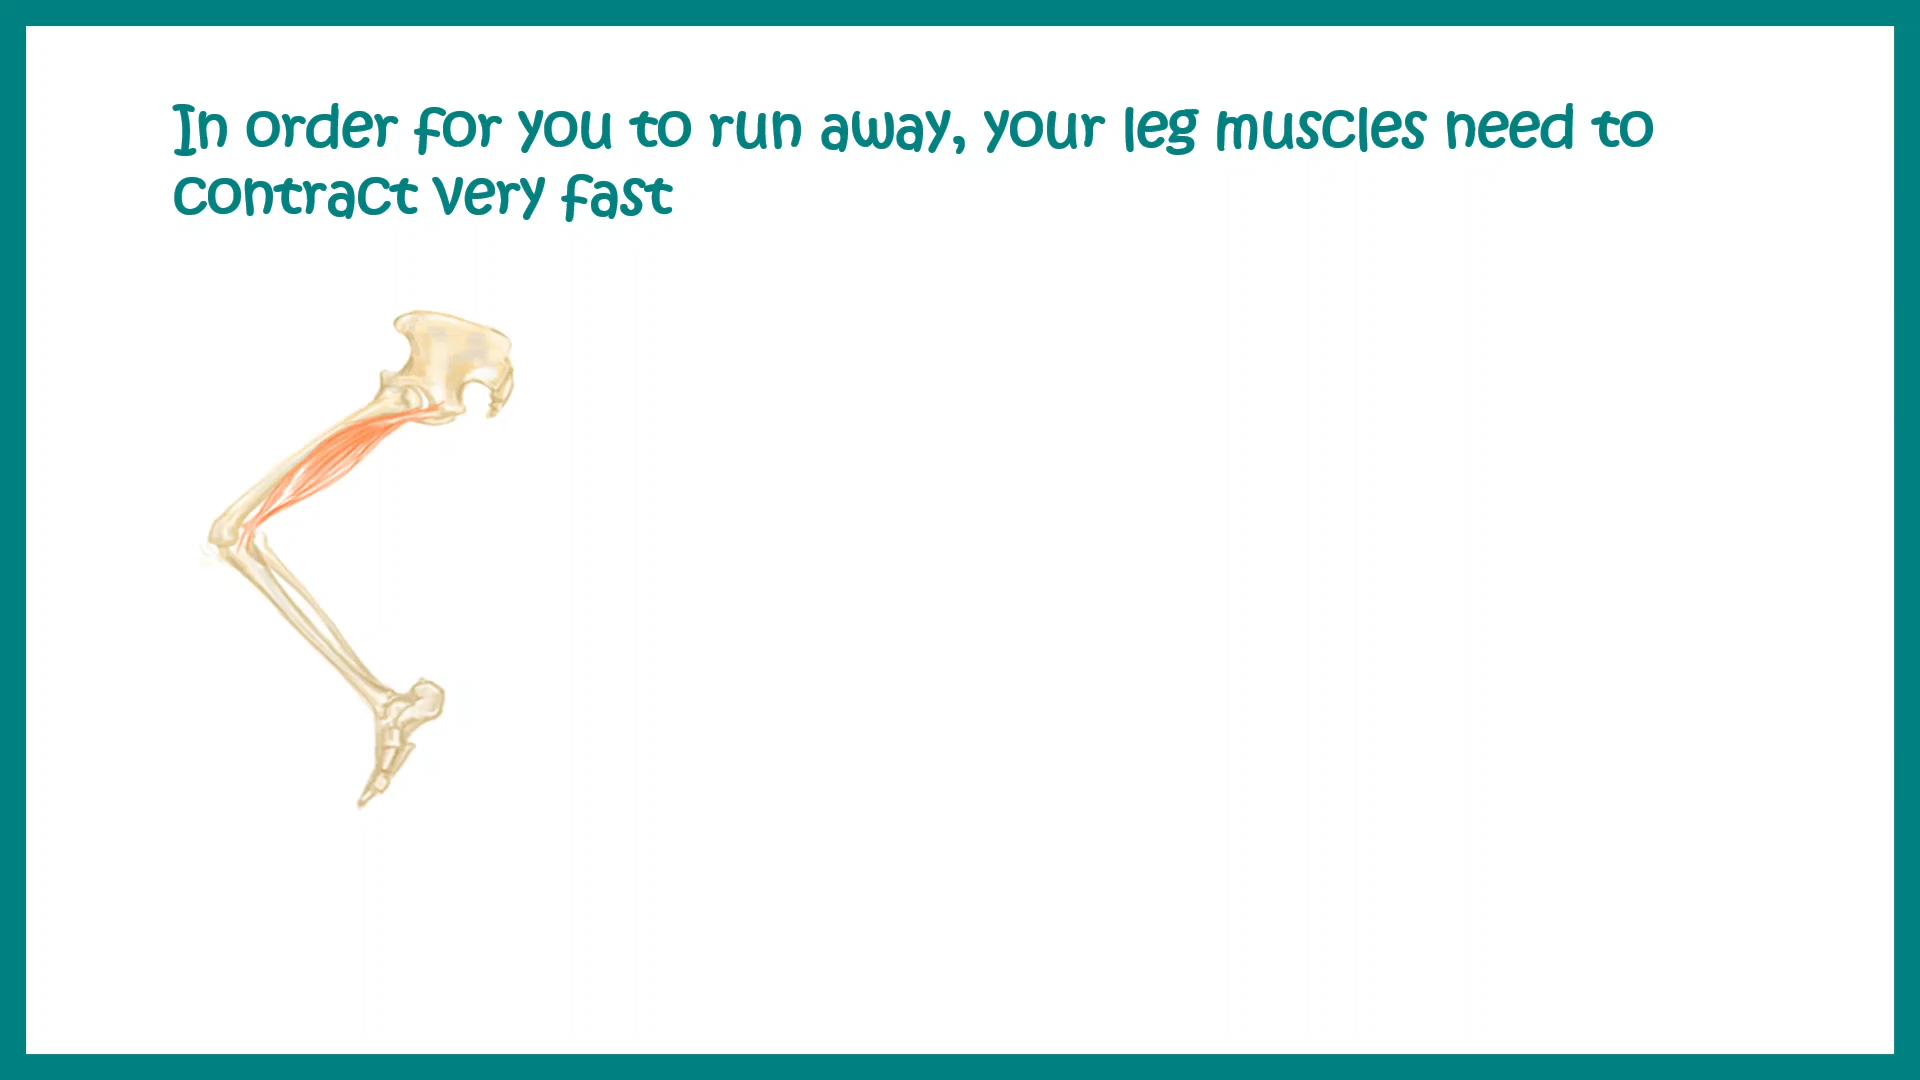 In order for you to run away, your leg muscles need to
contract very fast